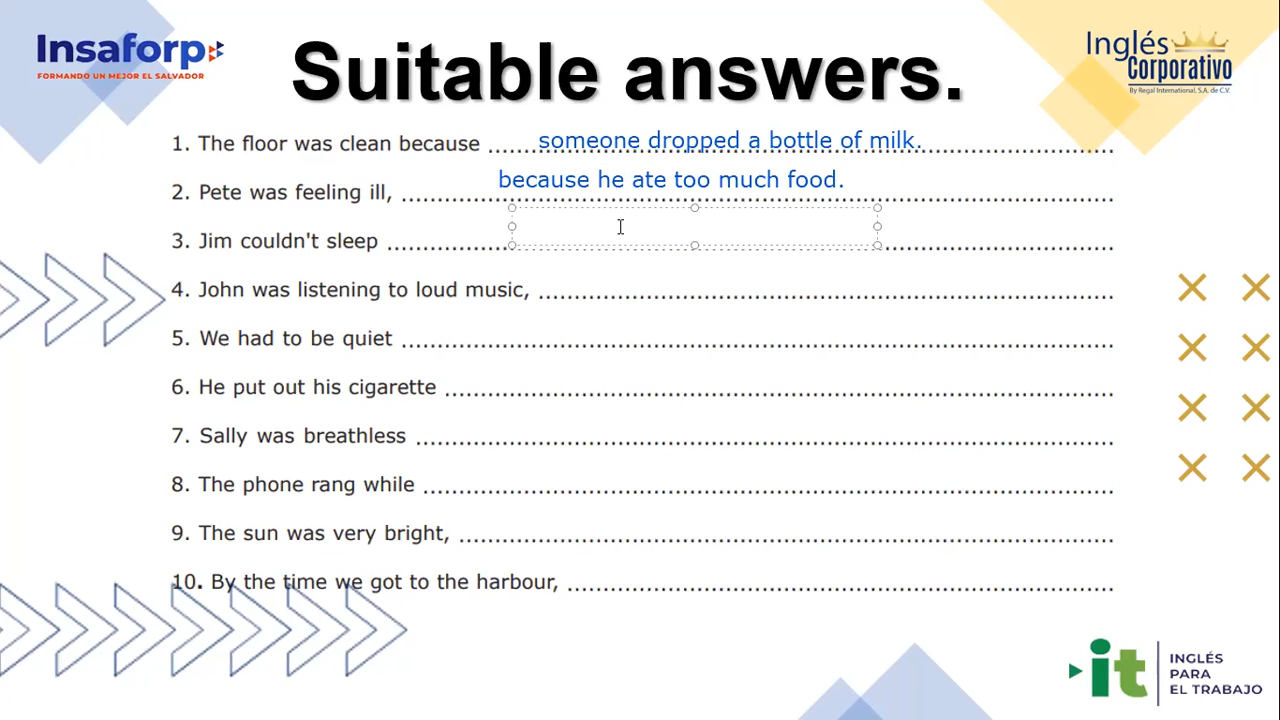 Insaforp
FORMANDO UN MEJOR EL SALVADOR
Suitable answers.
Inglés
Corporativo
By Regal International, S.A. de C.V.
1. The floor was clean because ...... someone dropped a bottle of milk.
2. Pete was feeling ill, ...... because he ate too much food.
3. Jim couldn't sleep ......
4. John was listening to loud music, ......
5. We had to be quiet ......
6. He put out his cigarette ......
7. Sally was breathless ......
8. The phone rang while ......
9. The sun was very bright, ......
10. By the time we got to the harbour, ......
it
INGLÉS
PARA
EL TRABAJO